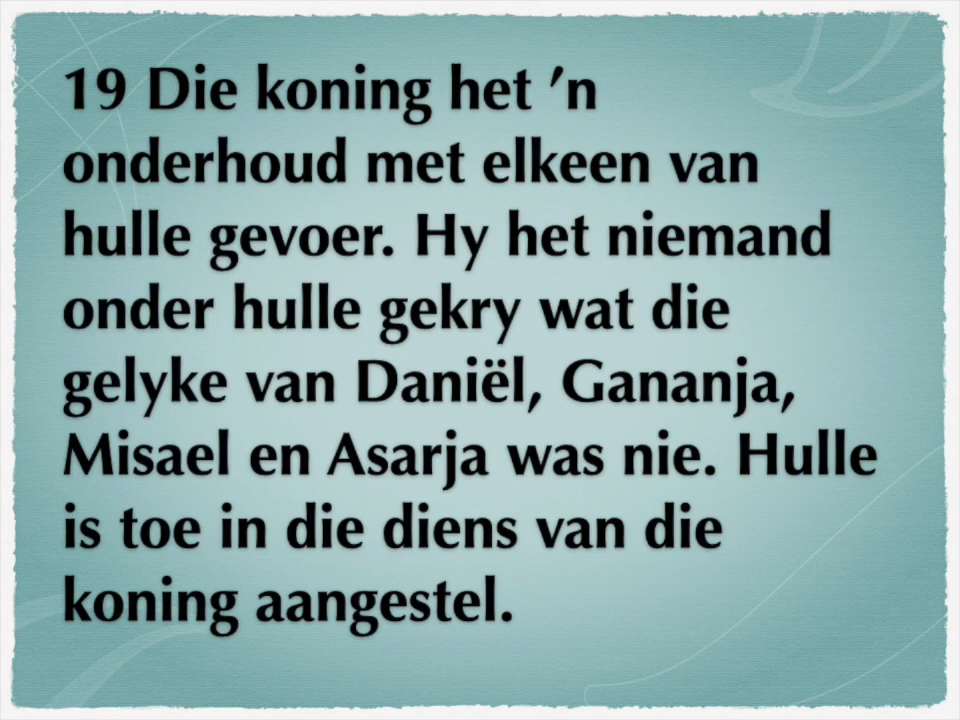 19 Die koning het ’n
onderhoud met elkeen van
hulle gevoer. Hy het niemand
onder hulle gekry wat die
gelyke van Daniël, Gananja,
Misael en Asarja was nie. Hulle
is toe in die diens van die
koning aangestel.